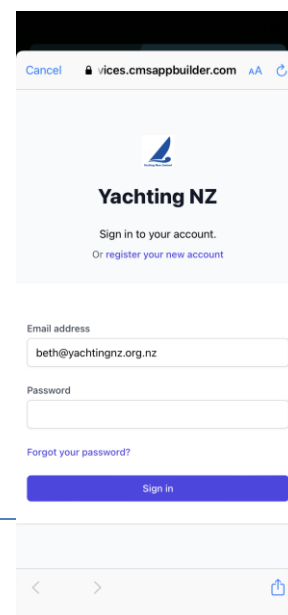 Cancel vices.cmsappbuilder.com AA
Yachting NZ
Sign in to your account.
Or register your new account
Email address
beth@yachtingnz.org.nz
Password
Forgot your password?
Sign in